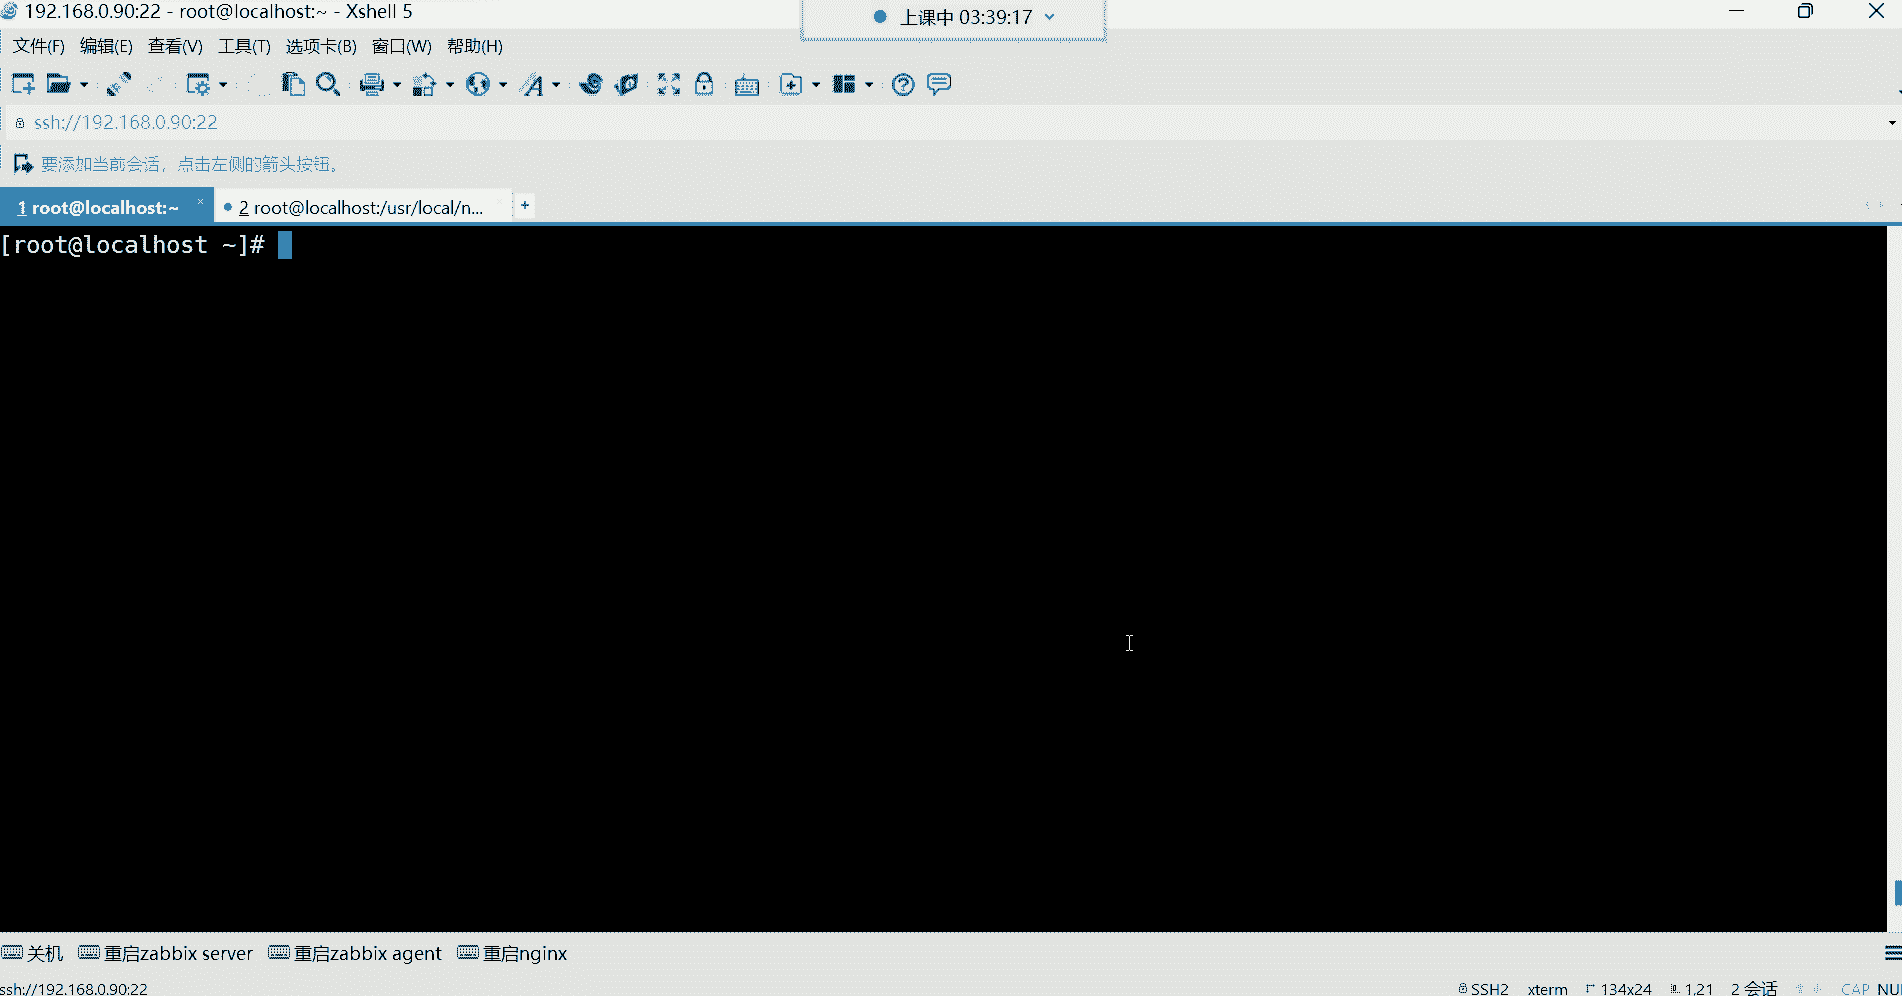 192.168.0.90:22 - root@localhost:~ - Xshell 5
上课中 03:39:17
文件(F) 编辑(E) 查看(V) 工具(T) 选项卡(B) 窗口(W) 帮助(H)
ssh://192.168.0.90:22
要添加当前会话，点击左侧的箭头按钮。
1 root@localhost:~ × 2 root@localhost:/usr/local/n... +
[root@localhost ~]#
关机 重启zabbix server 重启zabbix agent 重启nginx
ssh://192.168.0.90:22 SSH2 xterm 134x24 1,21 2 会话 CAP NU